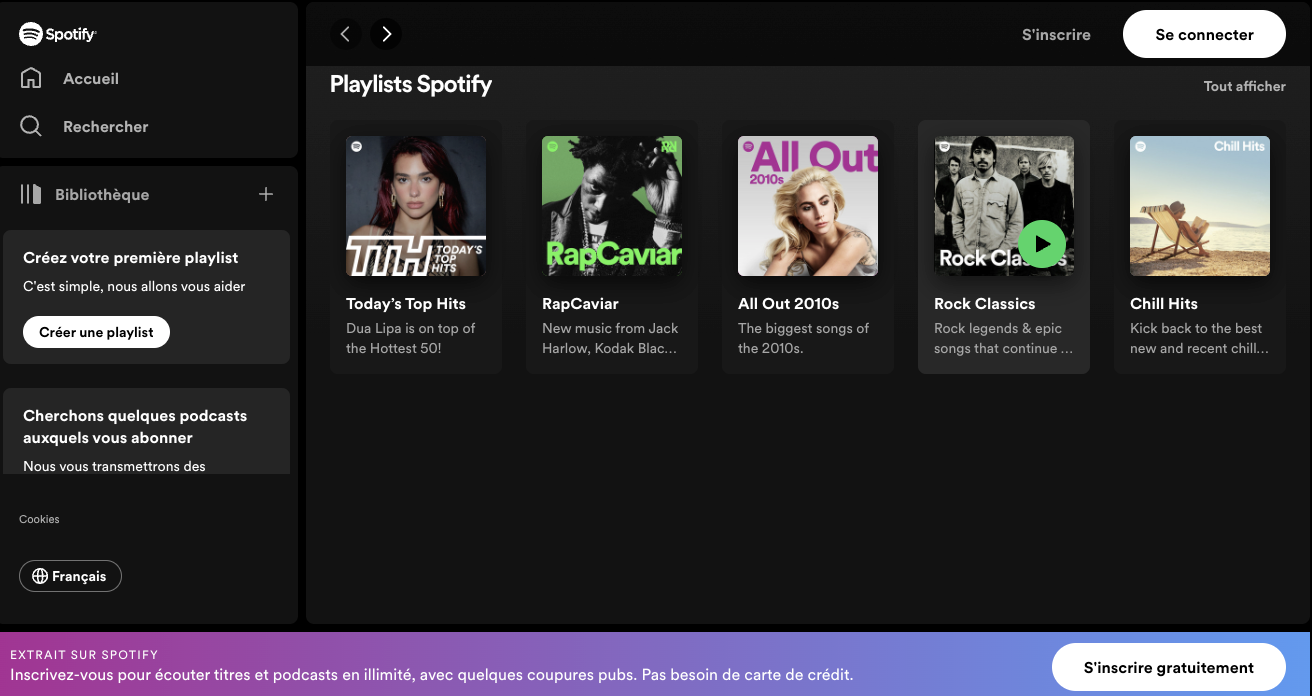 Spotify
Accueil
Rechercher
Bibliothèque
Créez votre première playlist
C'est simple, nous allons vous aider
Créer une playlist
Cherchons quelques podcasts
auxquels vous abonner
Nous vous transmettrons des
Cookies
Français
S'inscrire
Se connecter
Playlists Spotify
Tout afficher
TTH TODAY'S
TOP
HITS
Today's Top Hits
Dua Lipa is on top of
the Hottest 50!
RapCaviar
RapCaviar
New music from Jack
Harlow, Kodak Blac...
All Out
2010s
All Out 2010s
The biggest songs of
the 2010s.
Rock Classics
Rock legends & epic
songs that continue ...
Chill Hits
Chill Hits
Kick back to the best
new and recent chill...
EXTRAIT SUR SPOTIFY
Inscrivez-vous pour écouter titres et podcasts en illimité, avec quelques coupures pubs. Pas besoin de carte de crédit.
S'inscrire gratuitement